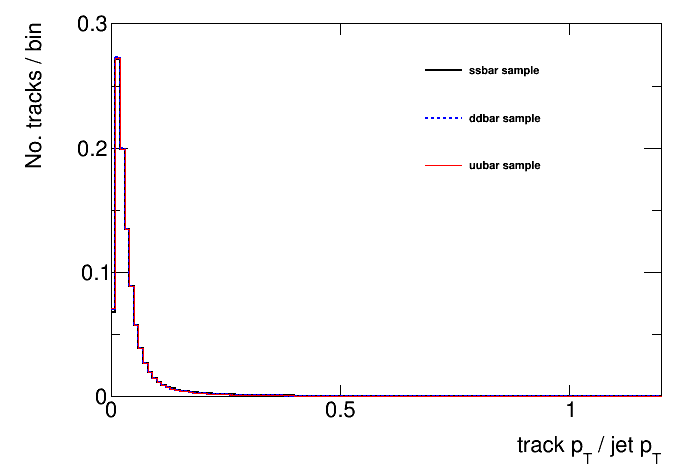 No. tracks / bin
0.3
0.2
0.1
0
0
0.5
1
ssbar sample
ddbar sample
uubar sample
track p_T / jet p_T